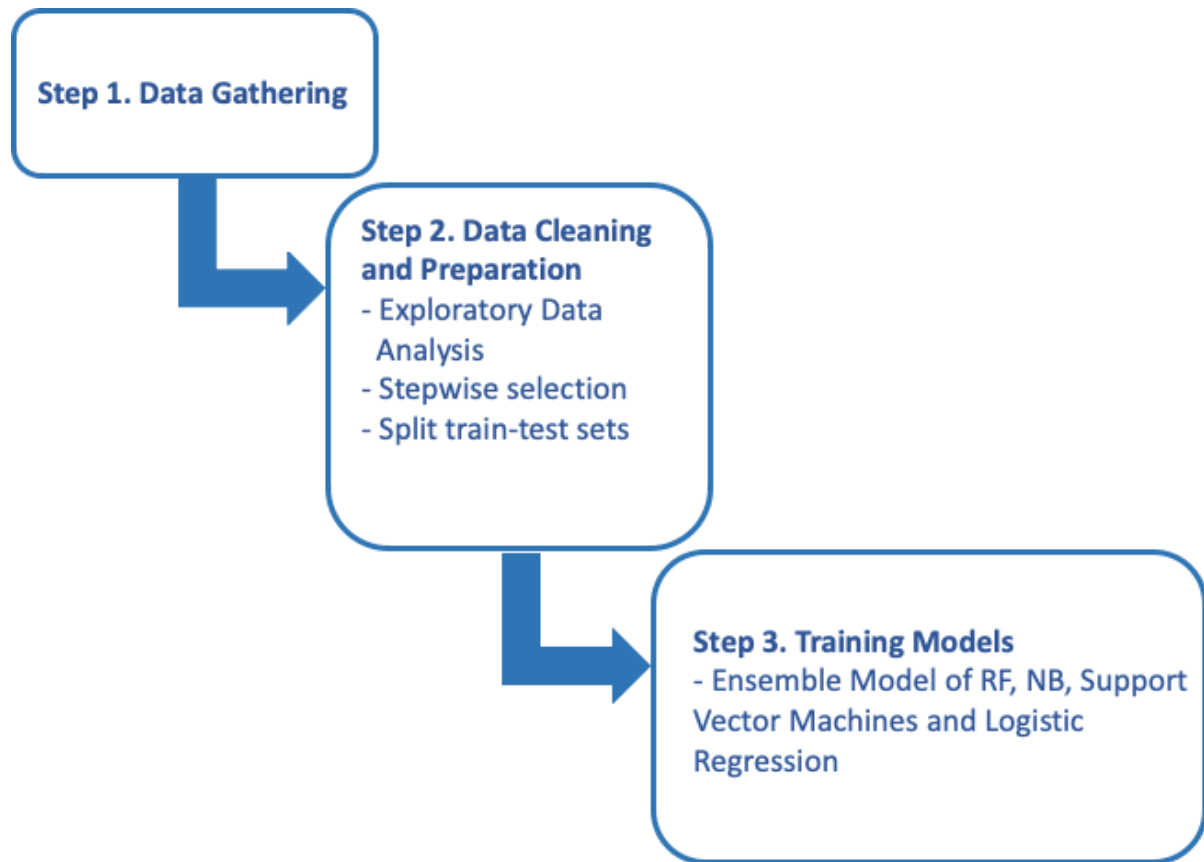 Step 1. Data Gathering
Step 2. Data Cleaning
and Preparation
- Exploratory Data
Analysis
- Stepwise selection
- Split train-test sets
Step 3. Training Models
- Ensemble Model of RF, NB, Support
Vector Machines and Logistic
Regression